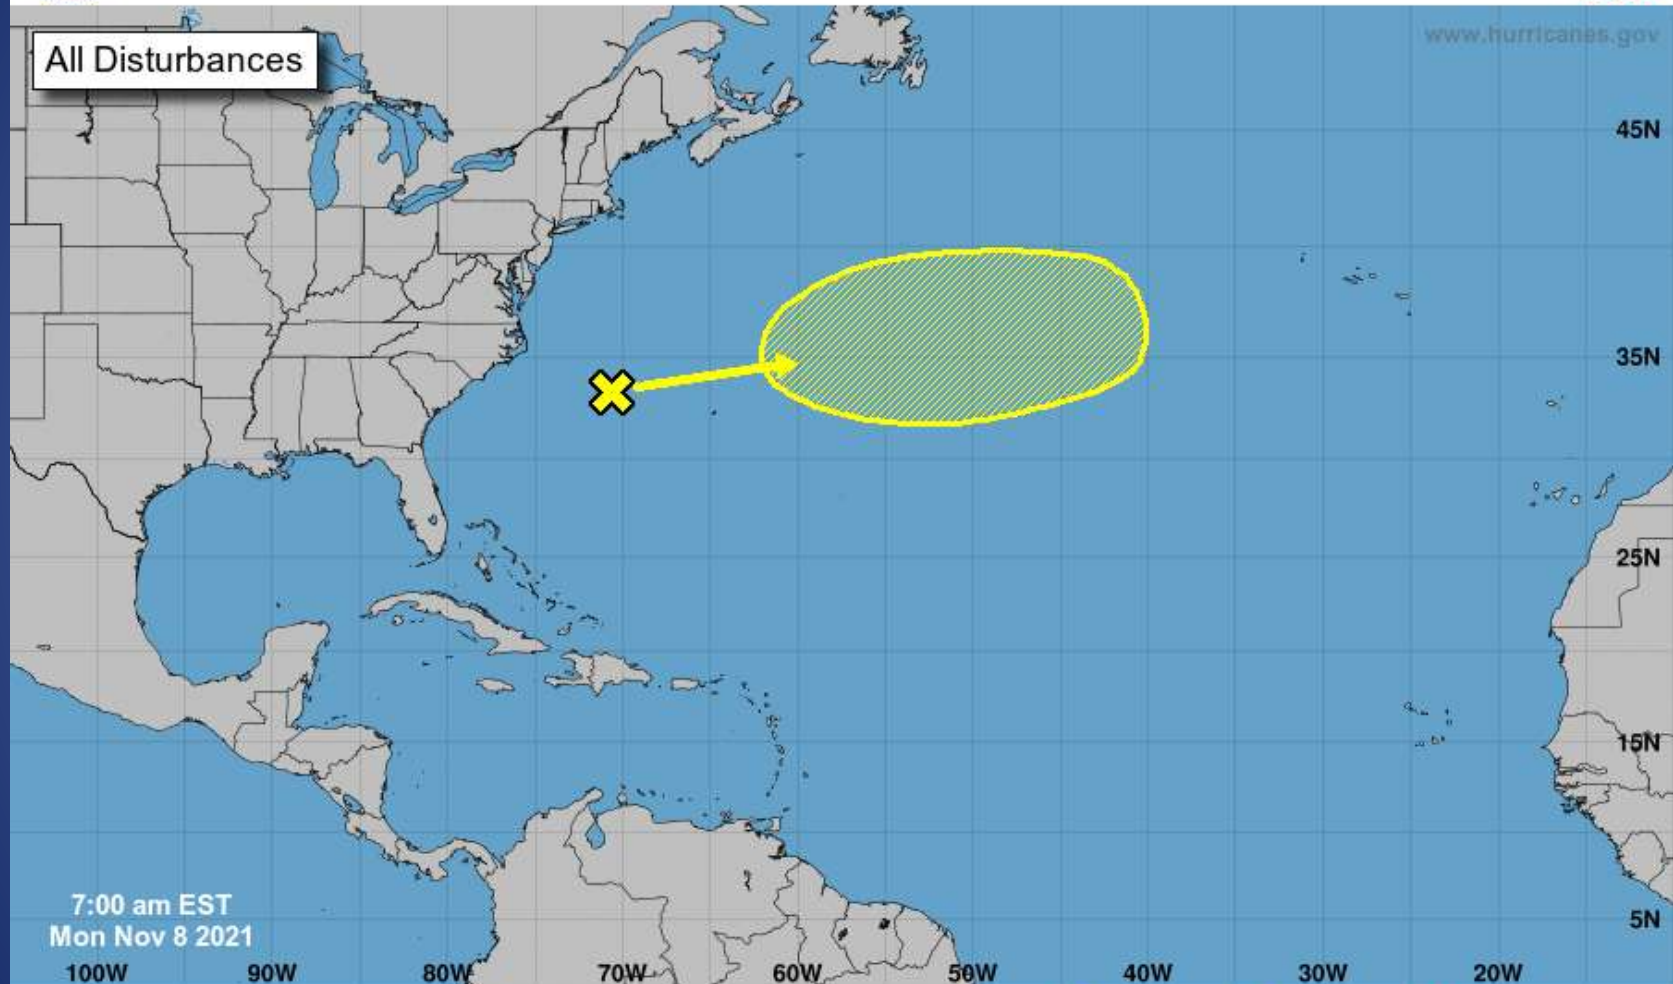 All Disturbances
www.hurricanes.gov
45N
35N
25N
15N
5N
7:00 am EST
Mon Nov 8 2021
100W 90W 80W 70W 60W 50W 40W 30W 20W